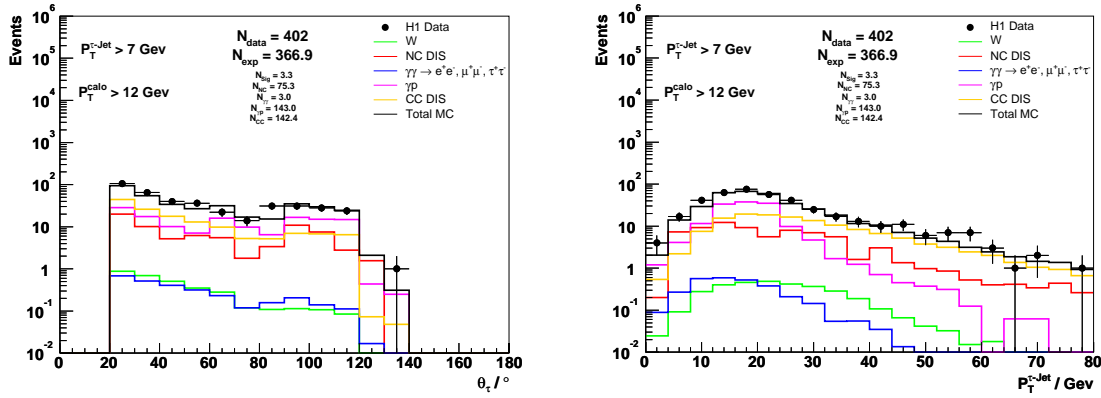 Events
10^6
10^5
10^4
10^3
10^2
10
1
10^-1
10^-2
P_T^τ-Jet > 7 Gev
P_T^calo > 12 Gev
N_data = 402
N_exp = 366.9
N_Sig = 3.3
N_NC = 75.3
N_γγ = 3.0
N_γp = 143.0
N_CC = 142.4
H1 Data
W
NC DIS
γγ → e+e-, μ+μ-, τ+τ-
γp
CC DIS
Total MC
0 20 40 60 80 100 120 140 160 180
θ_τ / °
Events
10^6
10^5
10^4
10^3
10^2
10
1
10^-1
10^-2
P_T^τ-Jet > 7 Gev
P_T^calo > 12 Gev
N_data = 402
N_exp = 366.9
N_Sig = 3.3
N_NC = 75.3
N_γγ = 3.0
N_γp = 143.0
N_CC = 142.4
H1 Data
W
NC DIS
γγ → e+e-, μ+μ-, τ+τ-
γp
CC DIS
Total MC
0 10 20 30 40 50 60 70 80
P_T^τ-Jet / Gev